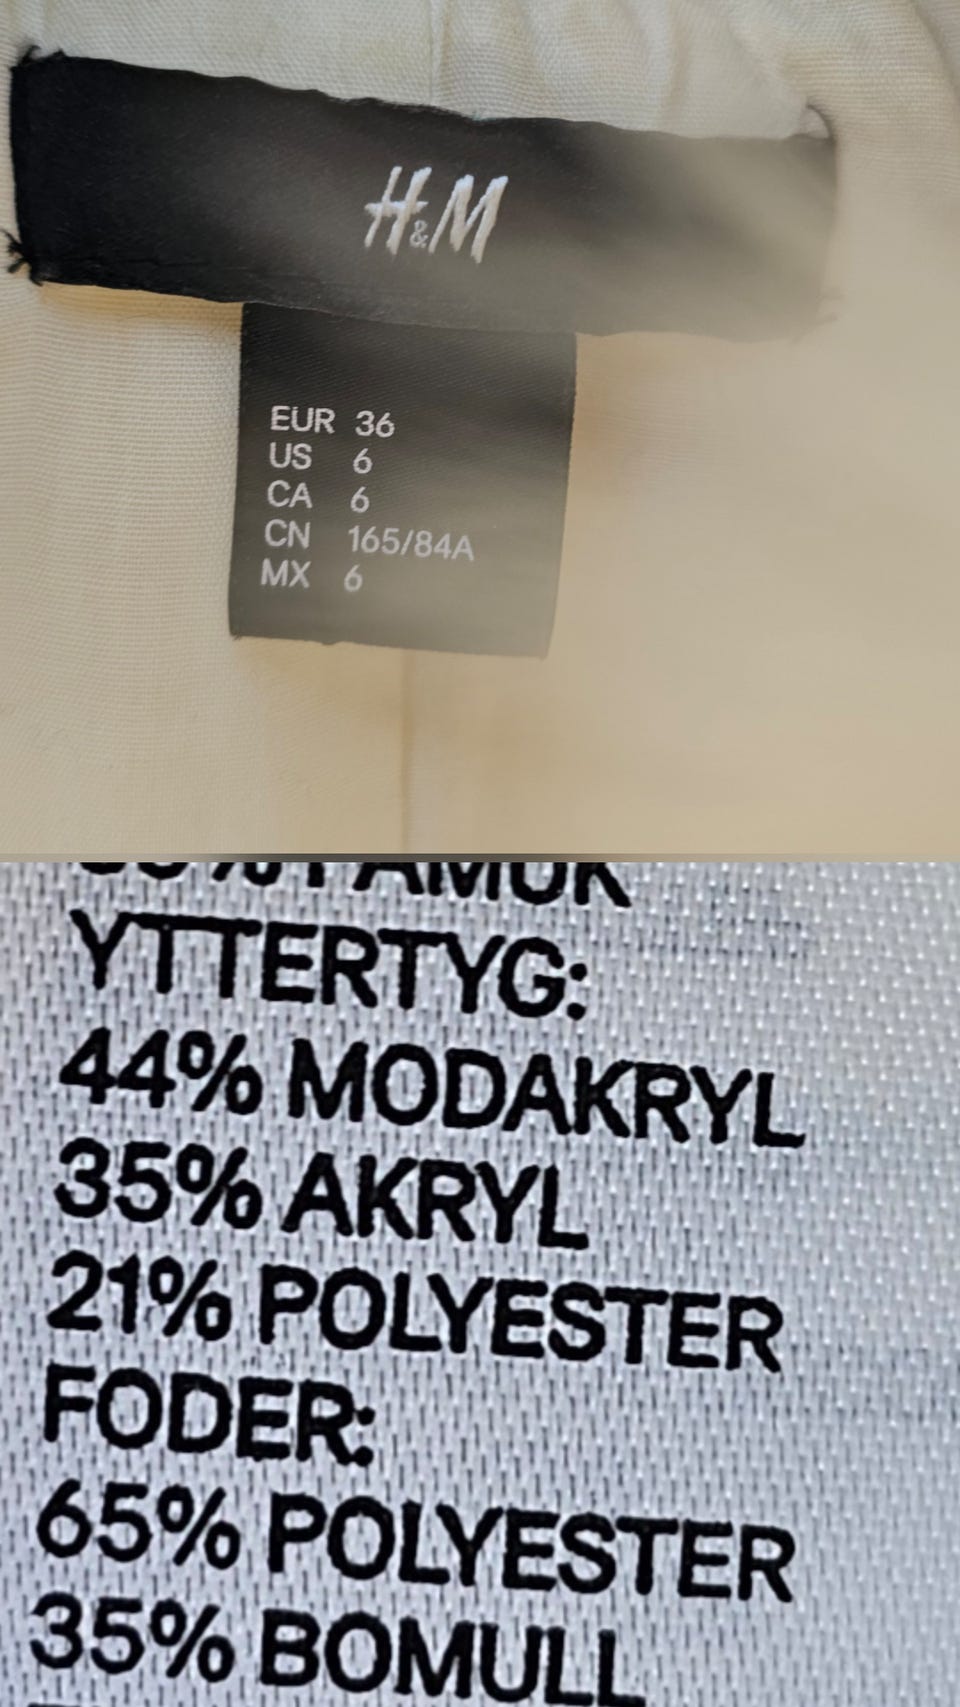 H&M
EUR 36
US 6
CA 6
CN 165/84A
MX 6
PAMUK
YTTERTYG:
44% MODAKRYL
35% AKRYL
21% POLYESTER
FODER:
65% POLYESTER
35% BOMULL